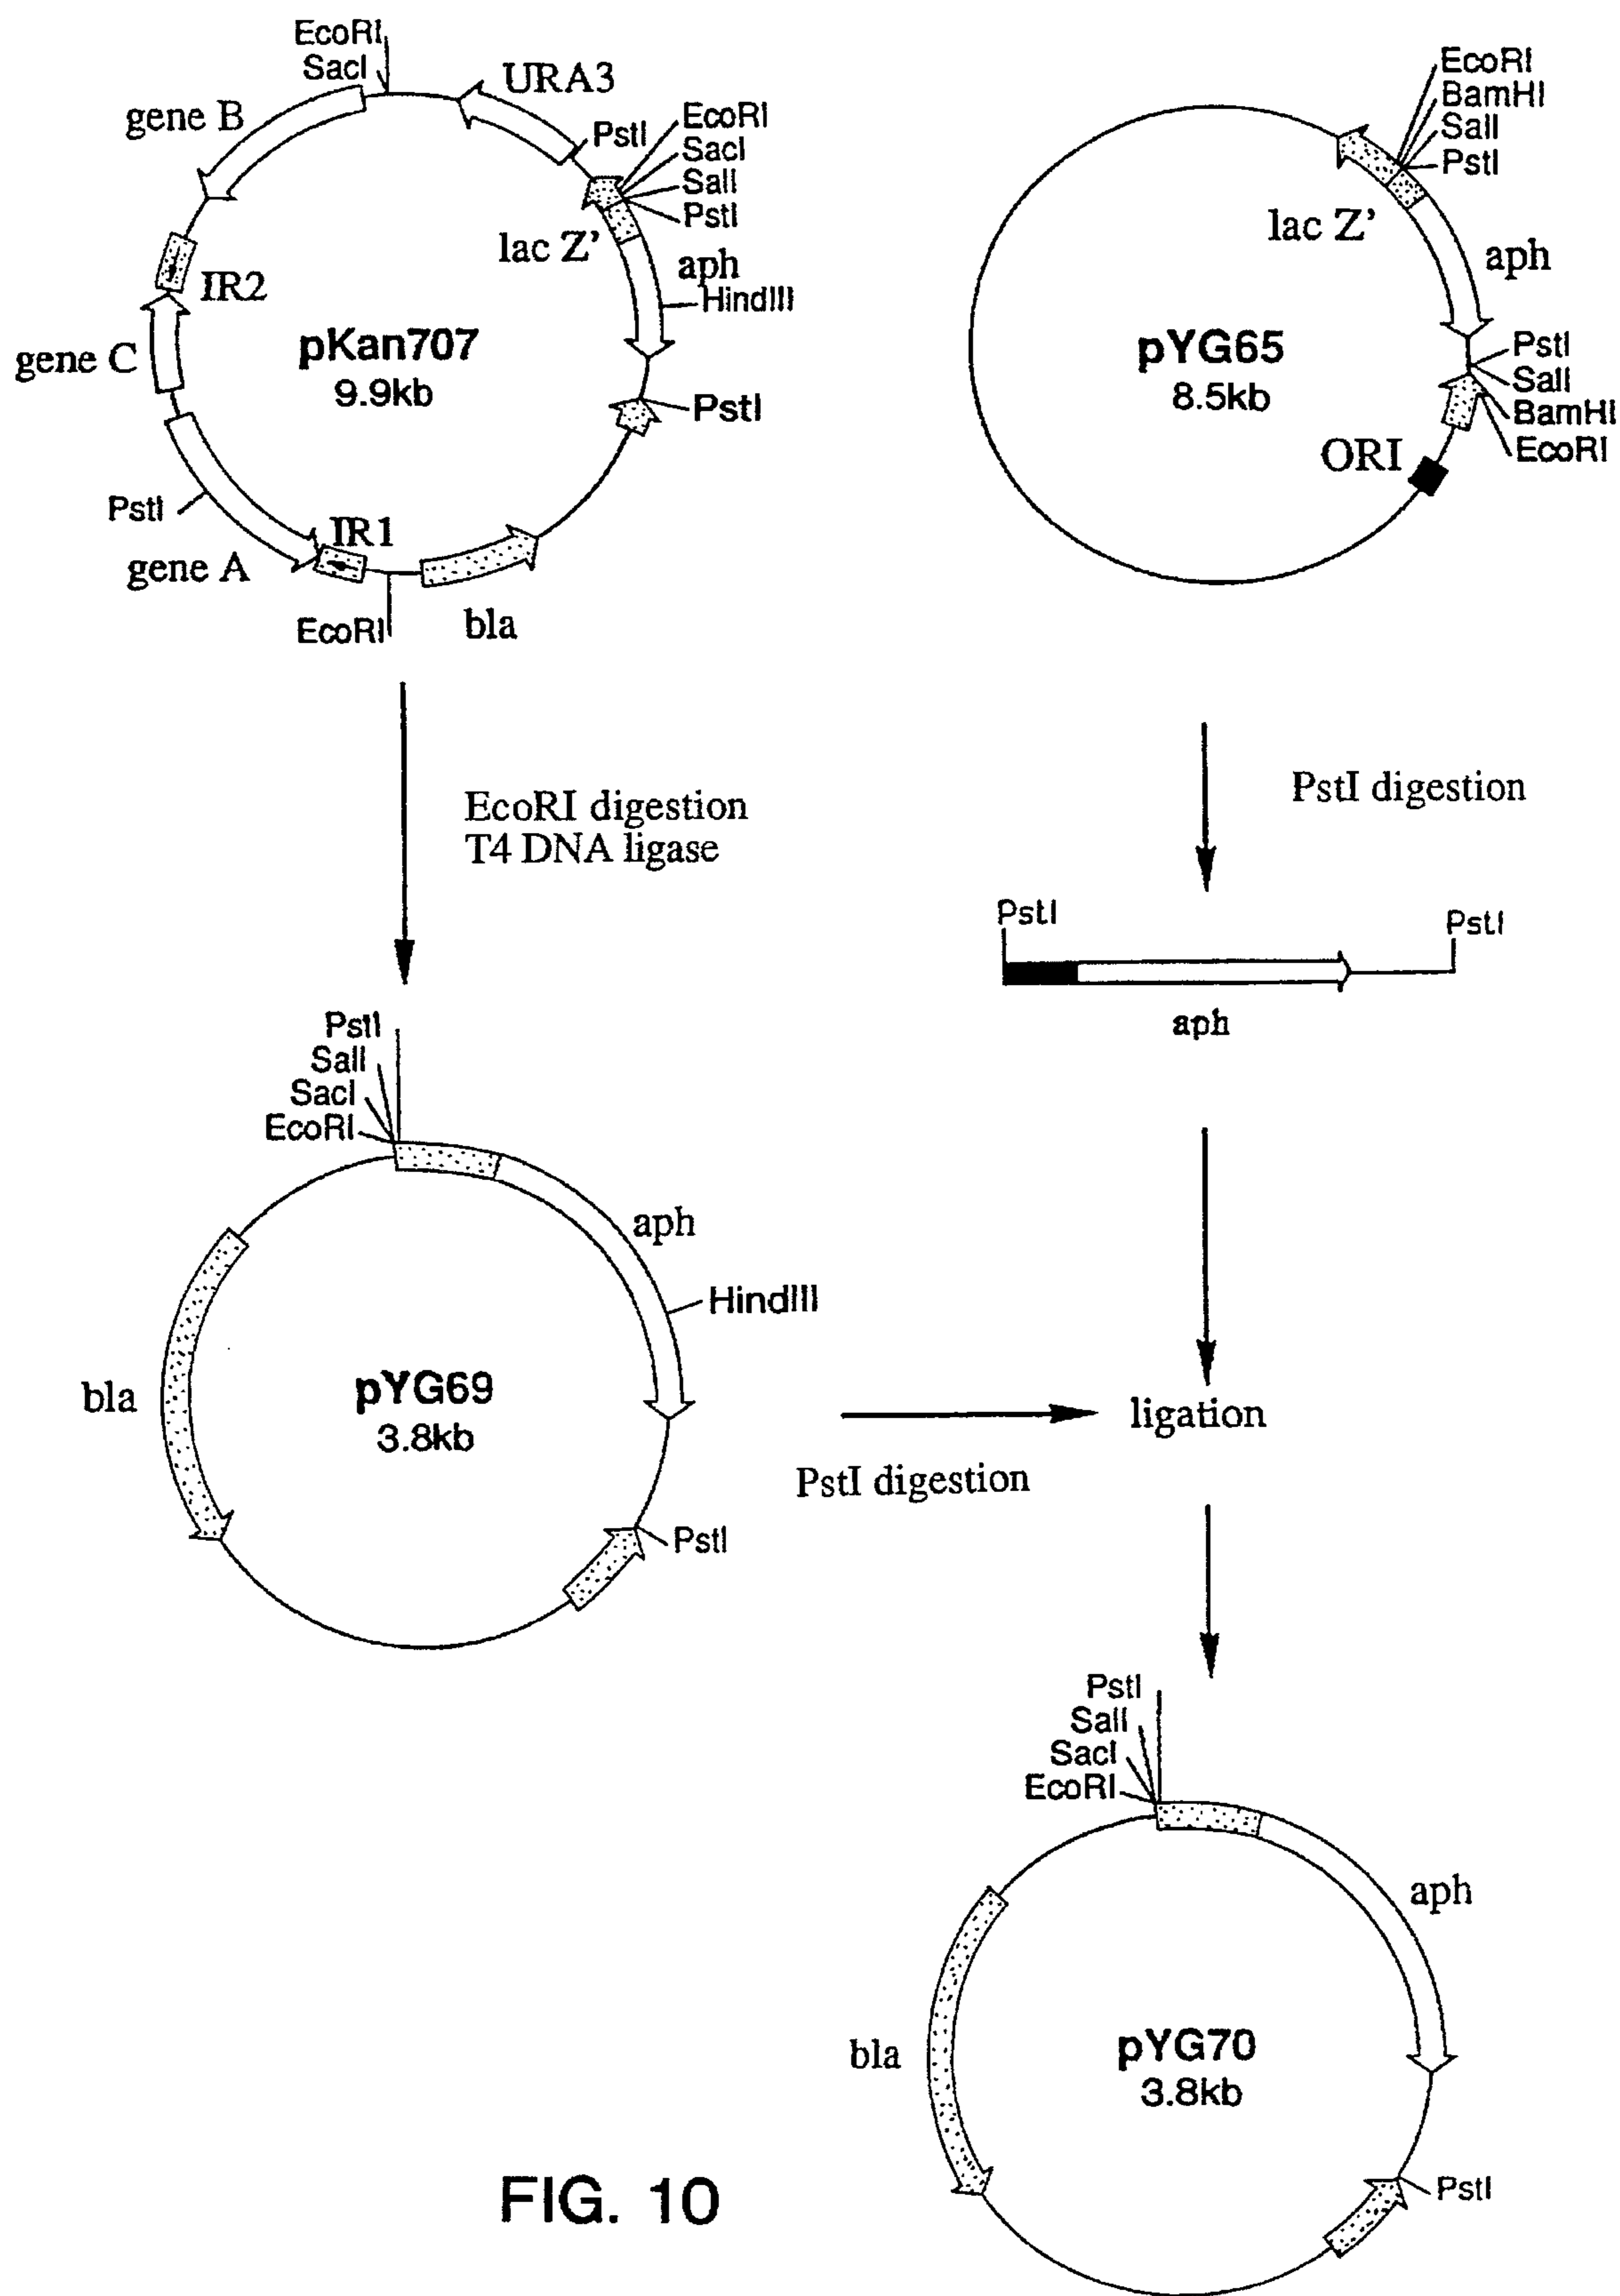 EcoRI
SacI
gene B
URA3
PstI
EcoRI
SacI
SalI
PstI
lac Z'
aph
HindIII
IR2
gene C
pKan707
9.9kb
PstI
PstI
IR1
gene A
EcoRI
bla
EcoRI
BamHI
SalI
PstI
lac Z'
aph
pYG65
8.5kb
PstI
SalI
BamHI
EcoRI
ORI
EcoRI digestion
T4 DNA ligase
PstI digestion
PstI
PstI
aph
PstI
SalI
SacI
EcoRI
aph
HindIII
bla
pYG69
3.8kb
PstI
PstI digestion
ligation
PstI
SalI
SacI
EcoRI
aph
bla
pYG70
3.8kb
PstI
FIG. 10